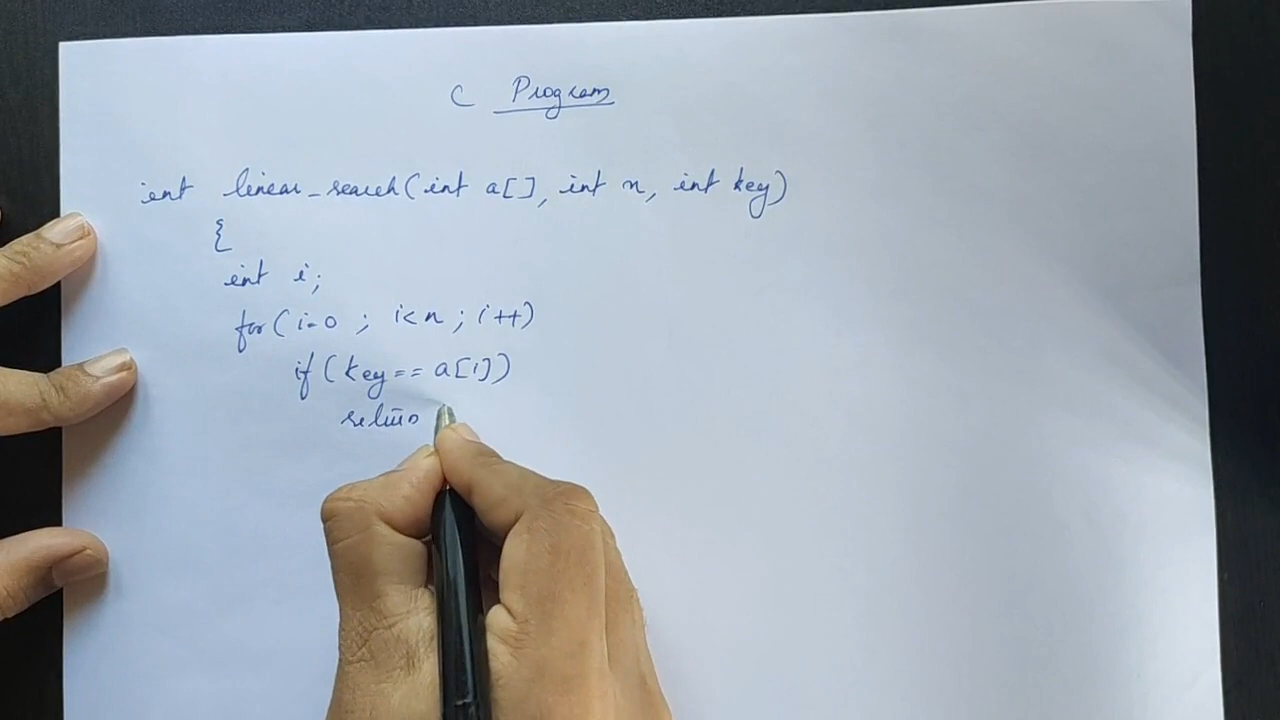 C Program
int linear_search(int a[], int n, int key)
{
int i;
for(i=0 ; i<n ; i++)
if(key== a[i])
return